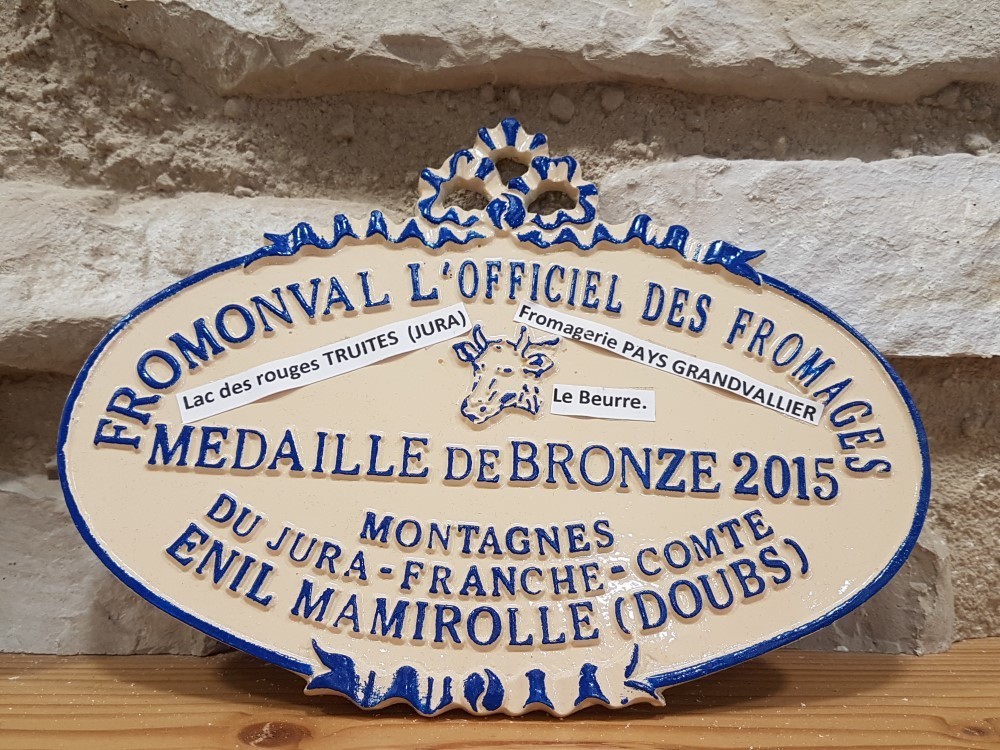 FROMONVAL L'OFFICIEL DES FROMAGES
Lac des rouges TRUITES (JURA)
Fromagerie PAYS GRANDVALLIER
Le Beurre.
MEDAILLE DE BRONZE 2015
MONTAGNES
DU JURA-FRANCHE-COMTE
ENIL MAMIROLLE (DOUBS)